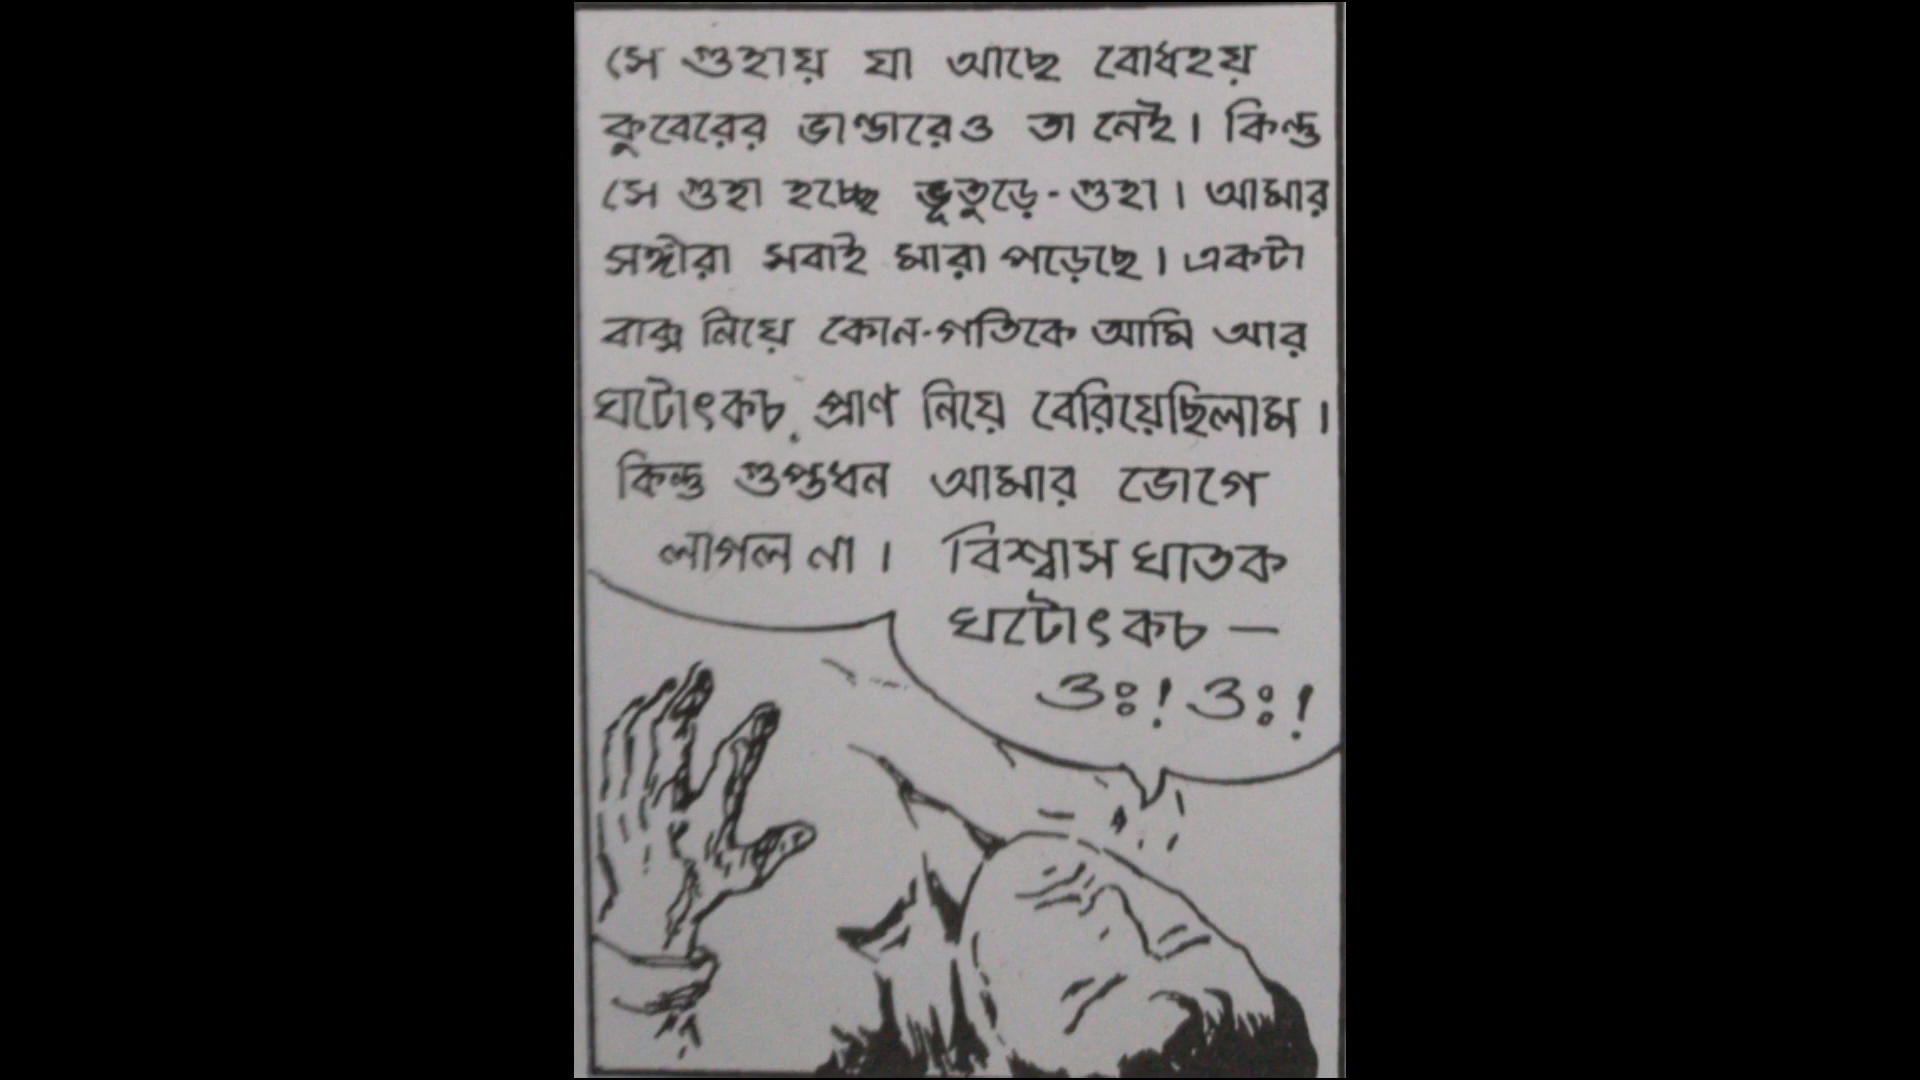 সে গুহায় যা আছে বোধহয়
কুবেরের ভাণ্ডারেও তা নেই। কিন্তু
সে গুহা হচ্ছে ভূতুড়ে-গুহা। আমার
সঙ্গীরা সবাই মারা পড়েছে। একটা
বাক্স নিয়ে কোন-গতিকে আমি আর
ঘটোৎকচ প্রাণ নিয়ে বেরিয়েছিলাম।
কিন্তু গুপ্তধন আমার ভোগে
লাগল না। বিশ্বাস ঘাতক
ঘটোৎকচ —
ওঃ! ওঃ!